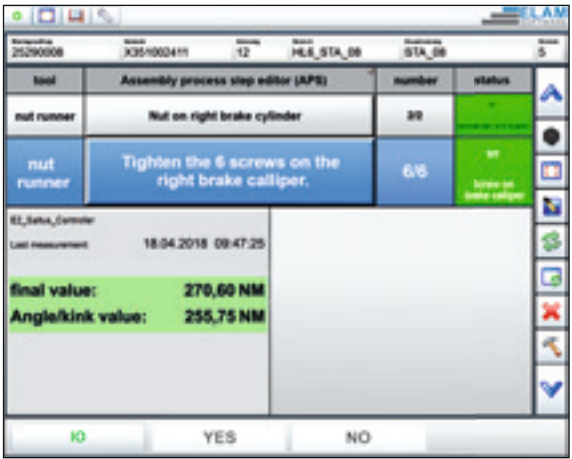 ELAM
25290008 X351002411 12 HL6_STA_08 STA_08 5
tool Assembly process step editor (APS) number status
nut runner Nut on right brake cylinder
nut runner
Tighten the 6 screws on the
right brake calliper.
6/6
Screw on
brake calliper
Last measurement: 18.04.2018 09:47:25
final value: 270,60 NM
Angle/kink value: 255,75 NM
IO YES NO